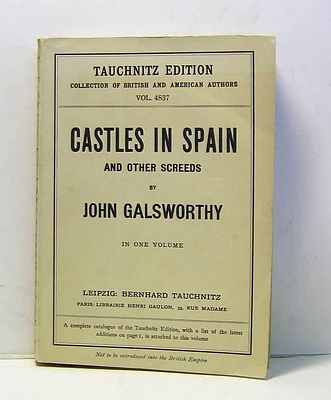 TAUCHNITZ EDITION
COLLECTION OF BRITISH AND AMERICAN AUTHORS
VOL. 4837
CASTLES IN SPAIN
AND OTHER SCREEDS
BY
JOHN GALSWORTHY
IN ONE VOLUME
LEIPZIG: BERNHARD TAUCHNITZ
PARIS: LIBRAIRIE HENRI GAULON, 39, RUE MADAME
A complete catalogue of the Tauchnitz Edition, with a list of the latest
additions on page 1, is attached to this volume
Not to be introduced into the British Empire